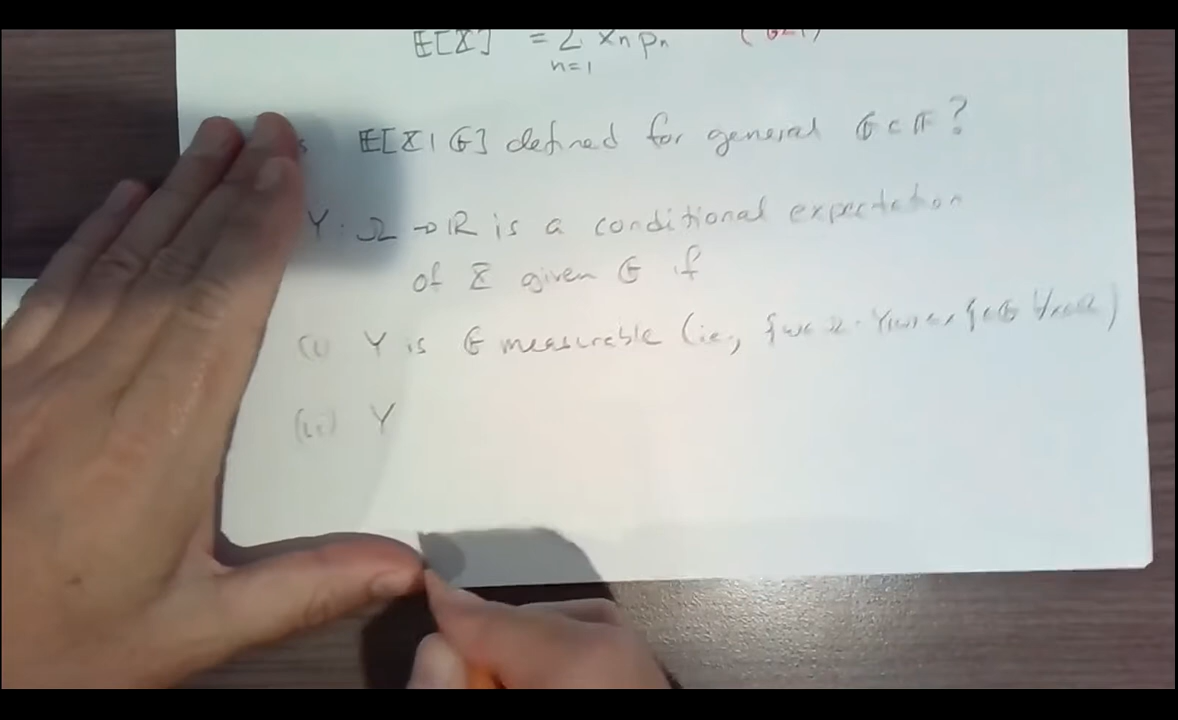 E[X] = Σ xₙ pₙ
n=1
E[X | G] defined for general G ⊂ F?
Y: Ω → ℝ is a conditional expectation
of X given G if
(i) Y is G measurable (ie, {ω ∈ Ω: Y(ω) < x} ∈ G ∀x∈ℝ)
(ii) Y